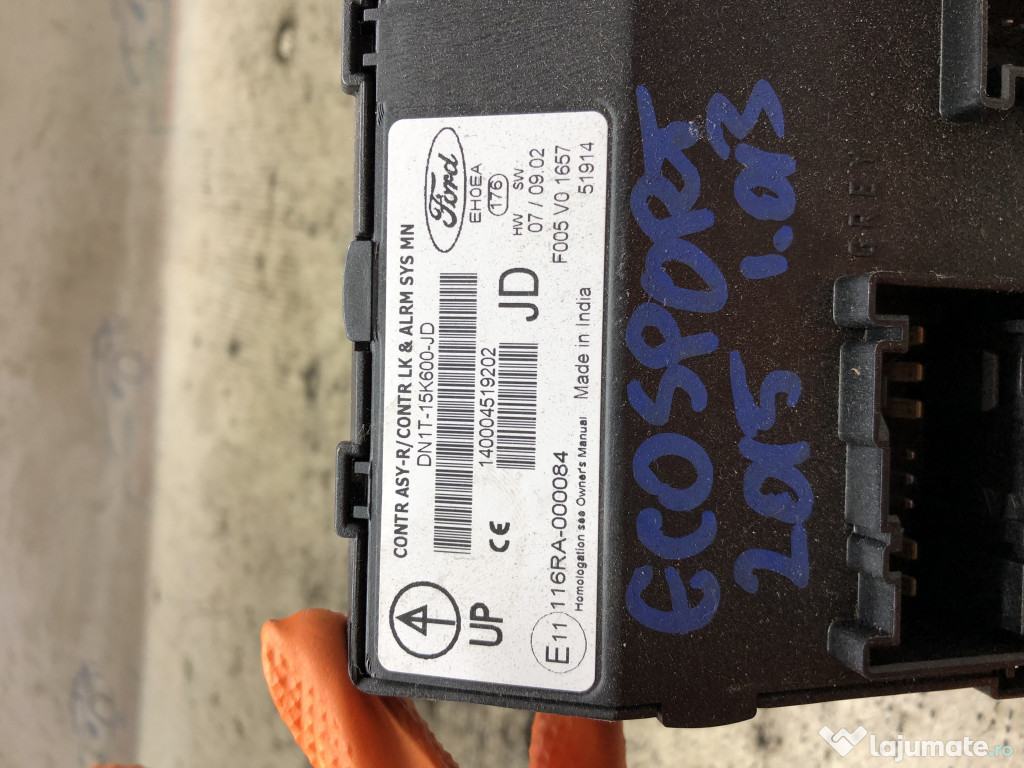 CONTR ASY-R/CONTR LK & ALRM SYS MN
DN1T-15K600-JD
Ford
EH0EA
176
UP
CE
140004519202
JD
HW SW
07 / 09.02
F005 V0 1657
51914
E11 116RA-000084
Made in India
Homologation see Owner's Manual
ECOSPORT
2015 1.0i3
GREY
lajumate.ro